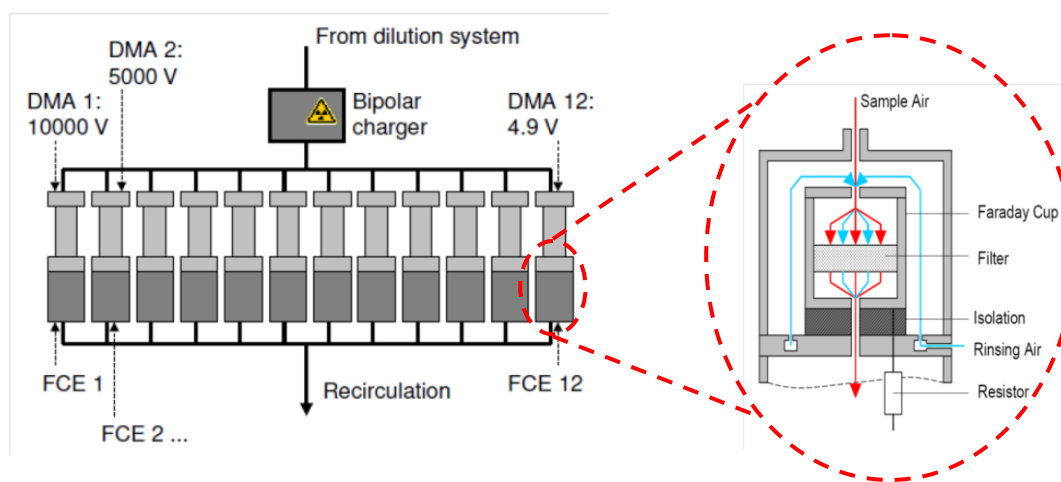 From dilution system
DMA 2:
5000 V
DMA 1:
10000 V
Bipolar
charger
DMA 12:
4.9 V
FCE 1
FCE 2 ...
Recirculation
FCE 12
Sample Air
Faraday Cup
Filter
Isolation
Rinsing Air
Resistor